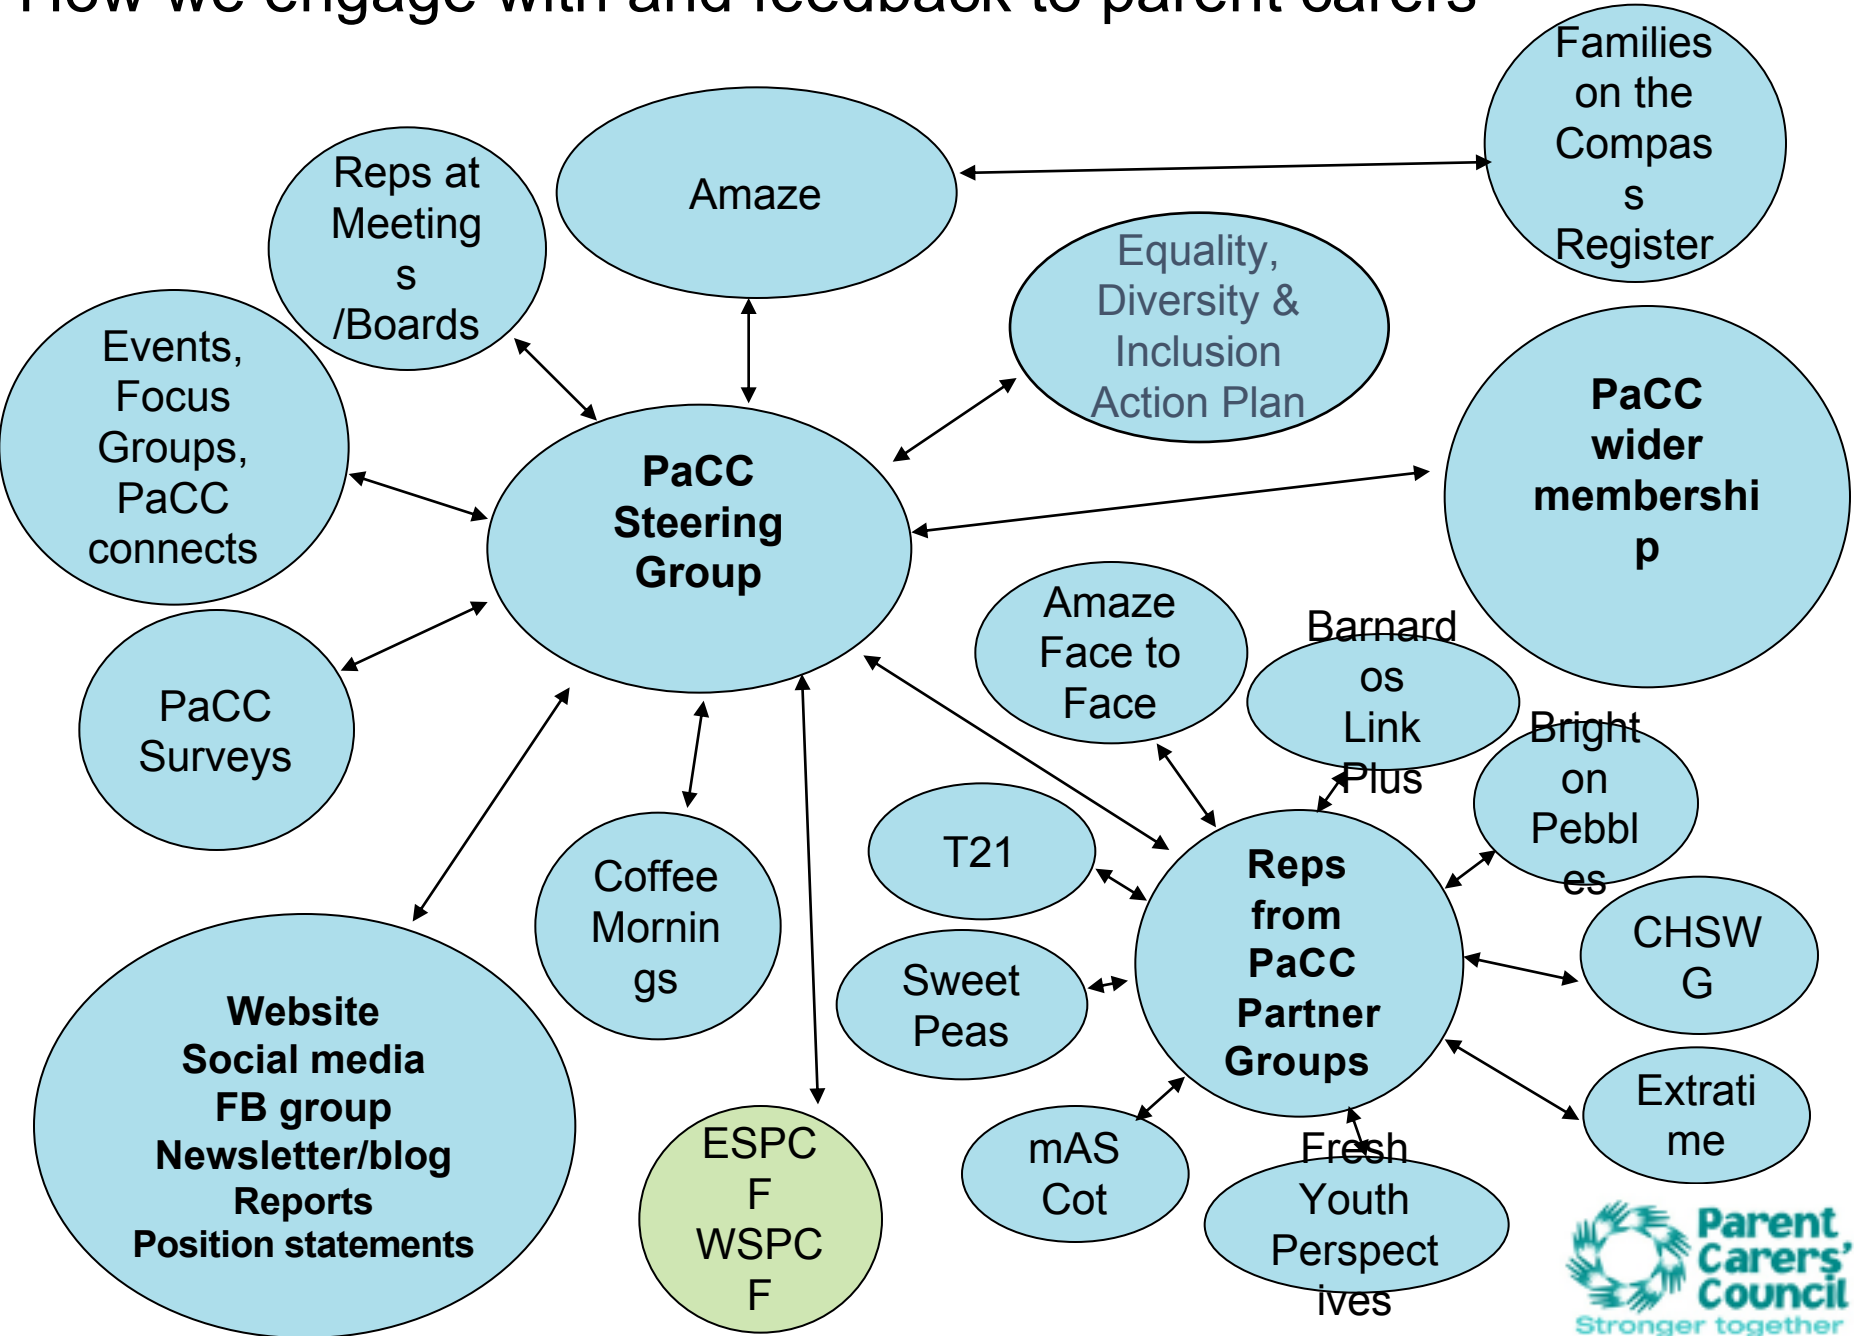 How we engage with and feedback to parent carers
Families
on the
Compas
s
Register
Reps at
Meeting
s
/Boards
Amaze
Equality,
Diversity &
Inclusion
Action Plan
Events,
Focus
Groups,
PaCC
connects
PaCC
Steering
Group
PaCC
wider
membershi
p
PaCC
Surveys
Amaze
Face to
Face
Barnard
os
Link
Plus
Bright
on
Pebbl
es
T21
Reps
from
PaCC
Partner
Groups
Coffee
Mornin
gs
CHSW
G
Sweet
Peas
Website
Social media
FB group
Newsletter/blog
Reports
Position statements
Extrati
me
ESPC
F
WSPC
F
mAS
Cot
Fresh
Youth
Perspect
ives
Parent
Carers'
Council
Stronger together